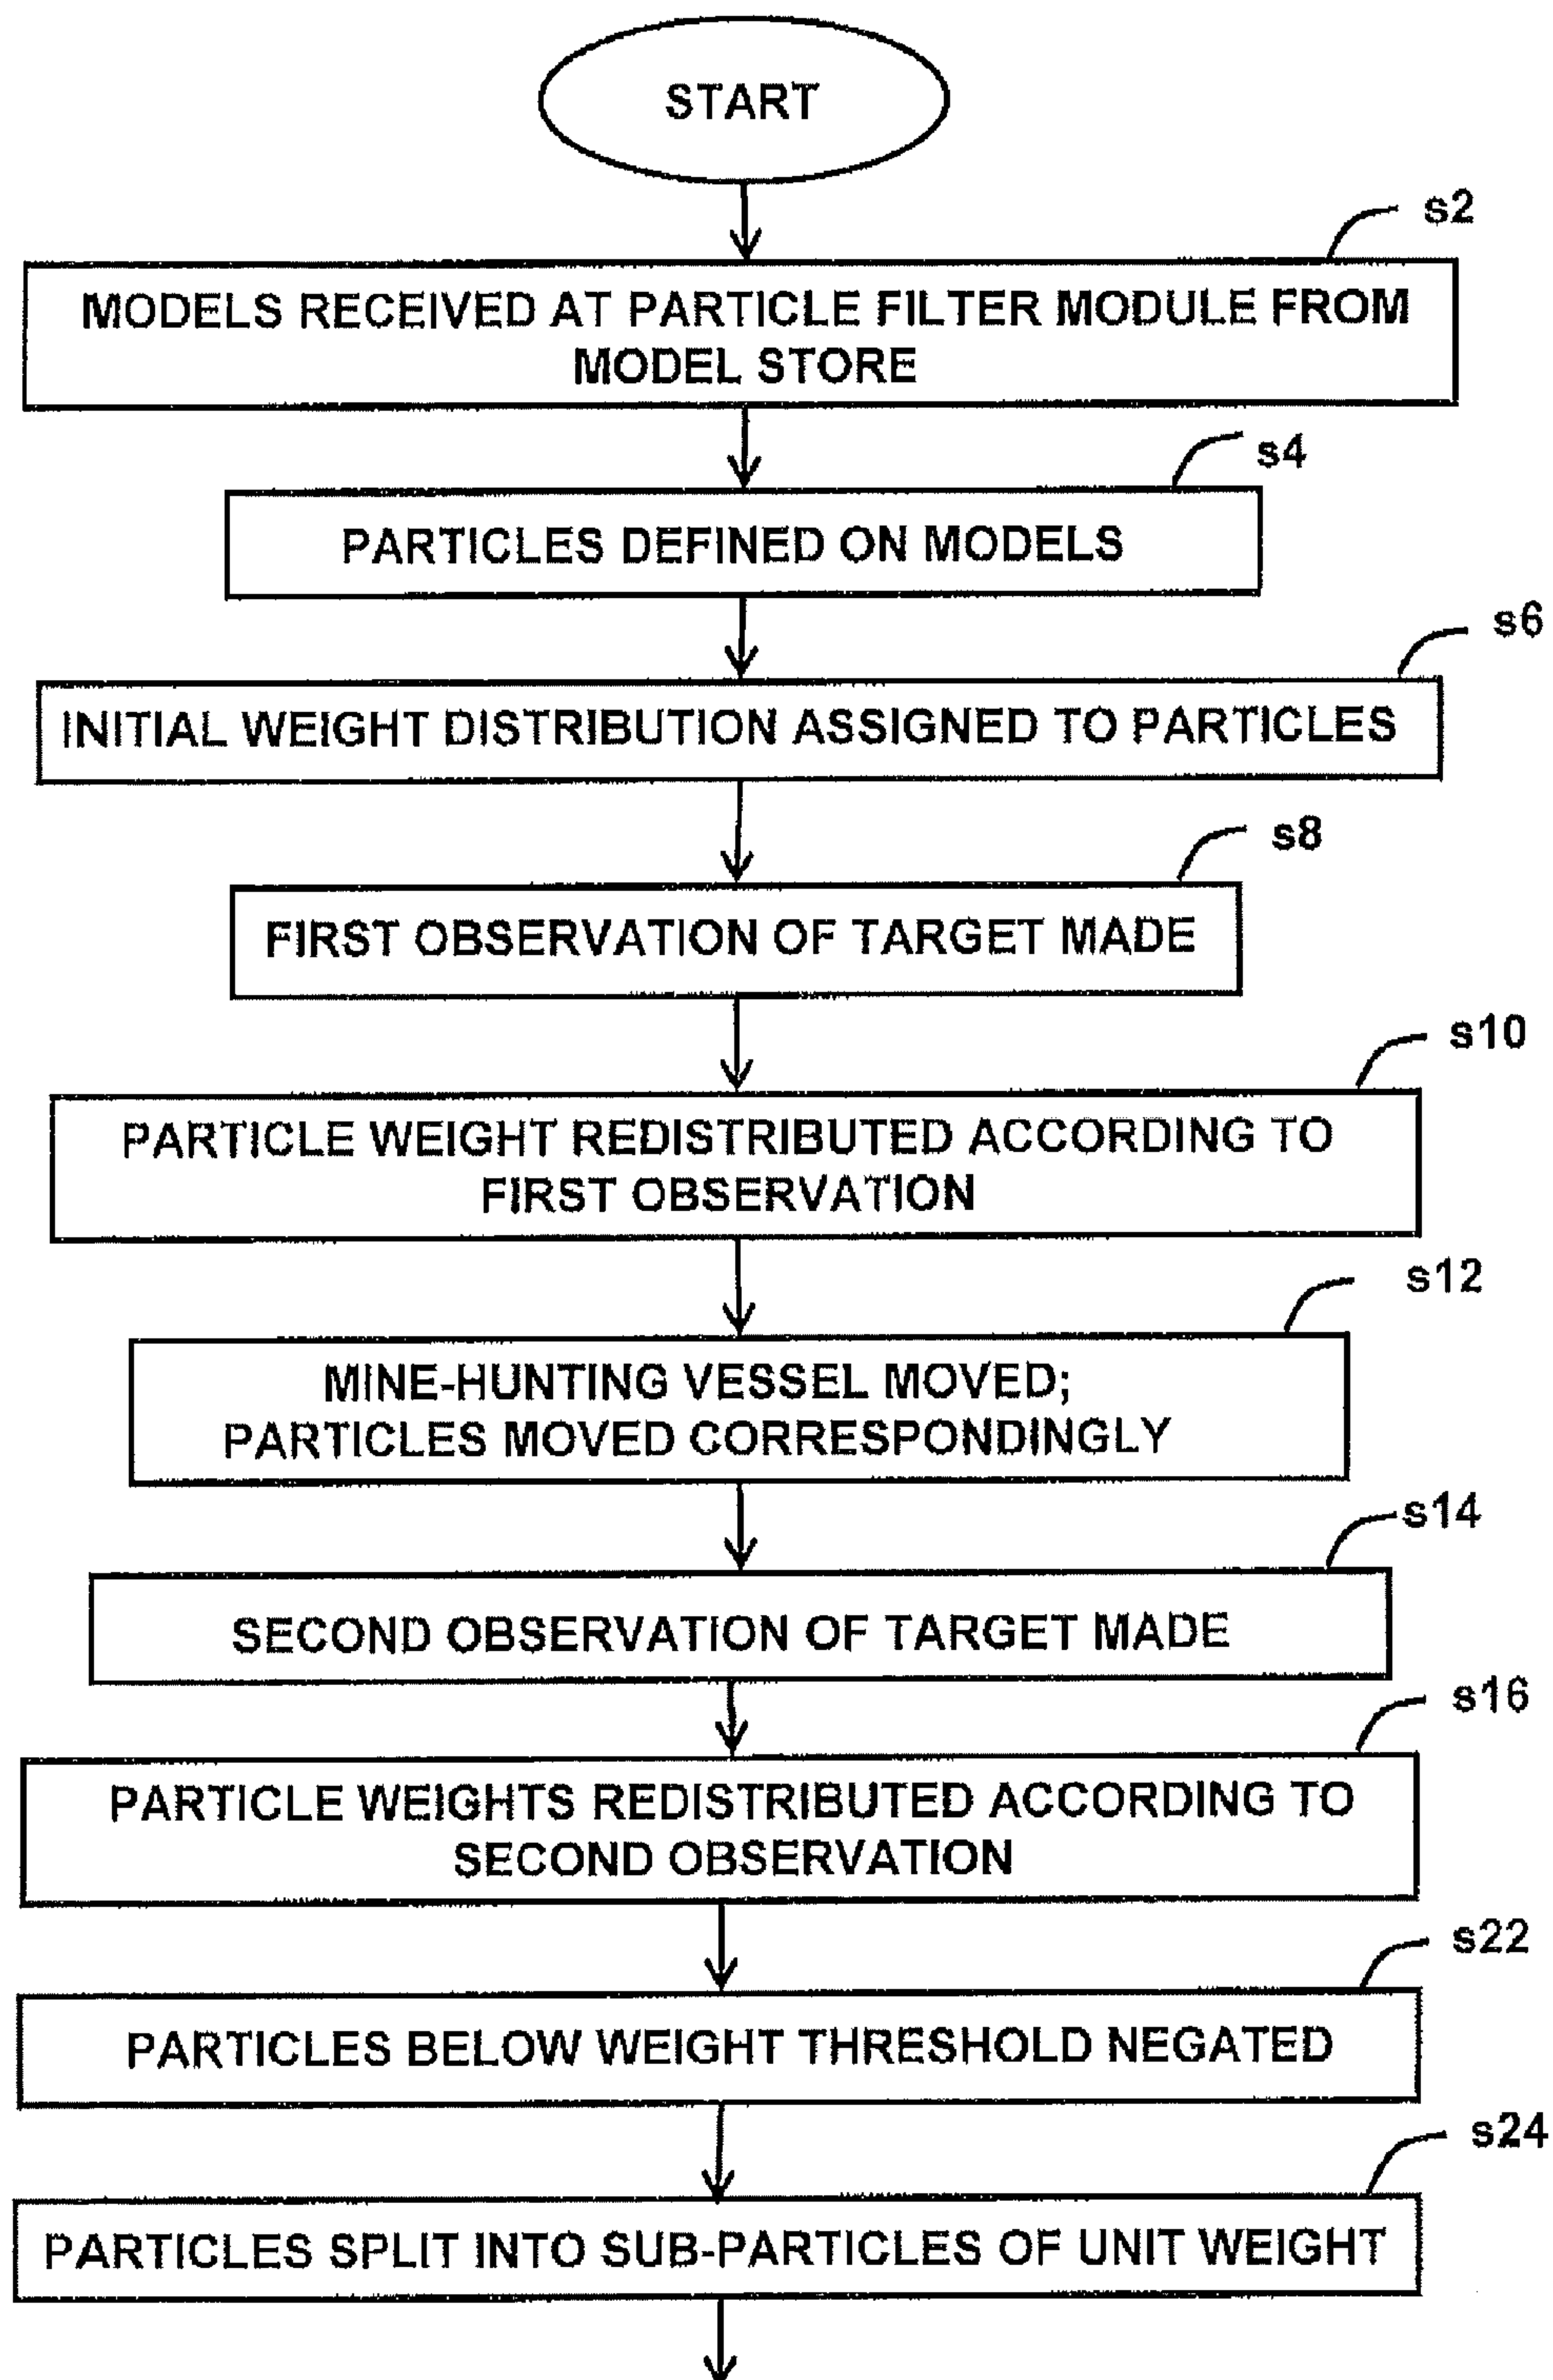 START
s2
MODELS RECEIVED AT PARTICLE FILTER MODULE FROM
MODEL STORE
s4
PARTICLES DEFINED ON MODELS
s6
INITIAL WEIGHT DISTRIBUTION ASSIGNED TO PARTICLES
s8
FIRST OBSERVATION OF TARGET MADE
s10
PARTICLE WEIGHT REDISTRIBUTED ACCORDING TO
FIRST OBSERVATION
s12
MINE-HUNTING VESSEL MOVED;
PARTICLES MOVED CORRESPONDINGLY
s14
SECOND OBSERVATION OF TARGET MADE
s16
PARTICLE WEIGHTS REDISTRIBUTED ACCORDING TO
SECOND OBSERVATION
s22
PARTICLES BELOW WEIGHT THRESHOLD NEGATED
s24
PARTICLES SPLIT INTO SUB-PARTICLES OF UNIT WEIGHT